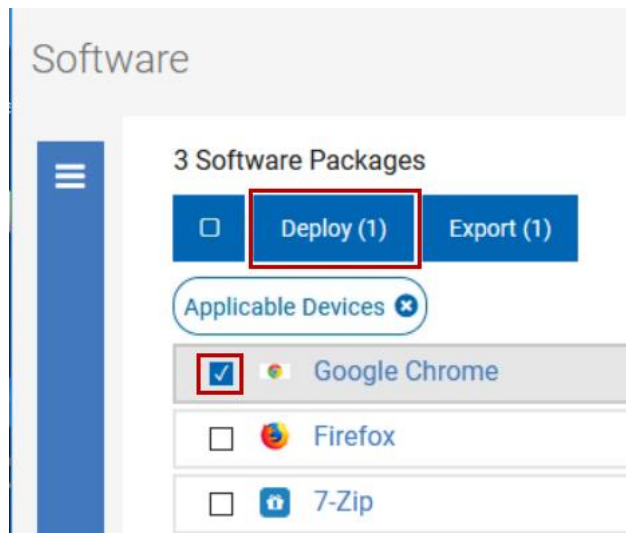 Software
3 Software Packages
Deploy (1) Export (1)
Applicable Devices
Google Chrome
Firefox
7-Zip